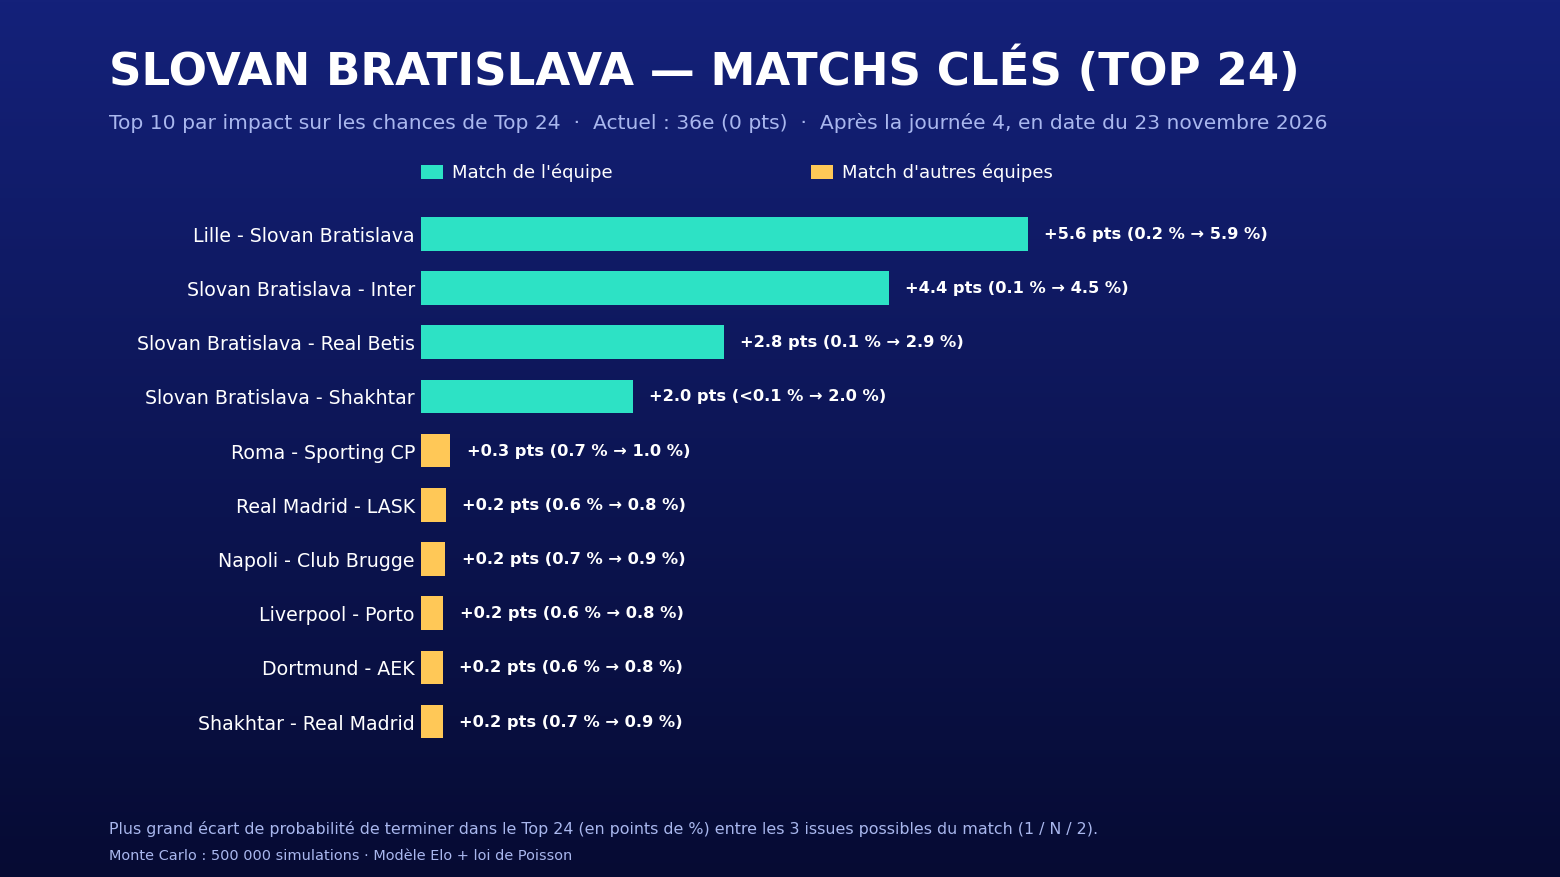 SLOVAN BRATISLAVA — MATCHS CLÉS (TOP 24)
Top 10 par impact sur les chances de Top 24 · Actuel : 36e (0 pts) · Après la journée 4, en date du 23 novembre 2026
Match de l'équipe
Match d'autres équipes
Lille - Slovan Bratislava +5.6 pts (0.2 % → 5.9 %)
Slovan Bratislava - Inter +4.4 pts (0.1 % → 4.5 %)
Slovan Bratislava - Real Betis +2.8 pts (0.1 % → 2.9 %)
Slovan Bratislava - Shakhtar +2.0 pts (<0.1 % → 2.0 %)
Roma - Sporting CP +0.3 pts (0.7 % → 1.0 %)
Real Madrid - LASK +0.2 pts (0.6 % → 0.8 %)
Napoli - Club Brugge +0.2 pts (0.7 % → 0.9 %)
Liverpool - Porto +0.2 pts (0.6 % → 0.8 %)
Dortmund - AEK +0.2 pts (0.6 % → 0.8 %)
Shakhtar - Real Madrid +0.2 pts (0.7 % → 0.9 %)
Plus grand écart de probabilité de terminer dans le Top 24 (en points de %) entre les 3 issues possibles du match (1 / N / 2).
Monte Carlo : 500 000 simulations · Modèle Elo + loi de Poisson